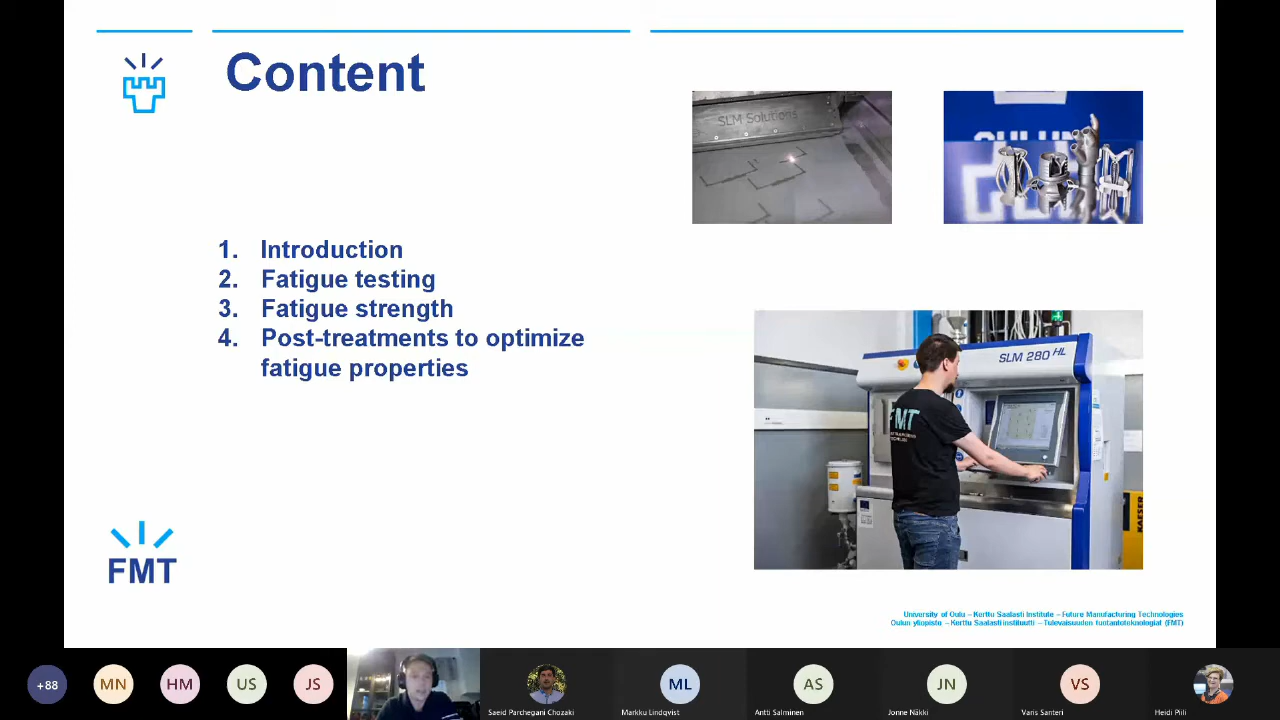 Content
SLM Solutions
1. Introduction
2. Fatigue testing
3. Fatigue strength
4. Post-treatments to optimize
fatigue properties
SLM 280 HL
FMT
KAESER
FMT
University of Oulu – Kerttu Saalasti Institute – Future Manufacturing Technologies
Oulun yliopisto – Kerttu Saalasti instituutti – Tulevaisuuden tuotantoteknologiat (FMT)
+88
MN
HM
US
JS
ML
AS
JN
VS
Saeid Parchegani Chozaki
Markku Lindqvist
Antti Salminen
Jonne Näkki
Varis Santeri
Heidi Piili